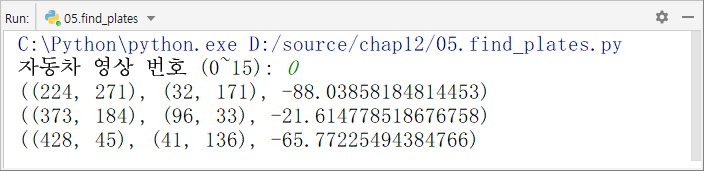 Run: 05.find_plates
C:\Python\python.exe D:/source/chap12/05.find_plates.py
자동차 영상 번호 (0~15): 0
((224, 271), (32, 171), -88.03858184814453)
((373, 184), (96, 33), -21.614778518676758)
((428, 45), (41, 136), -65.77225494384766)